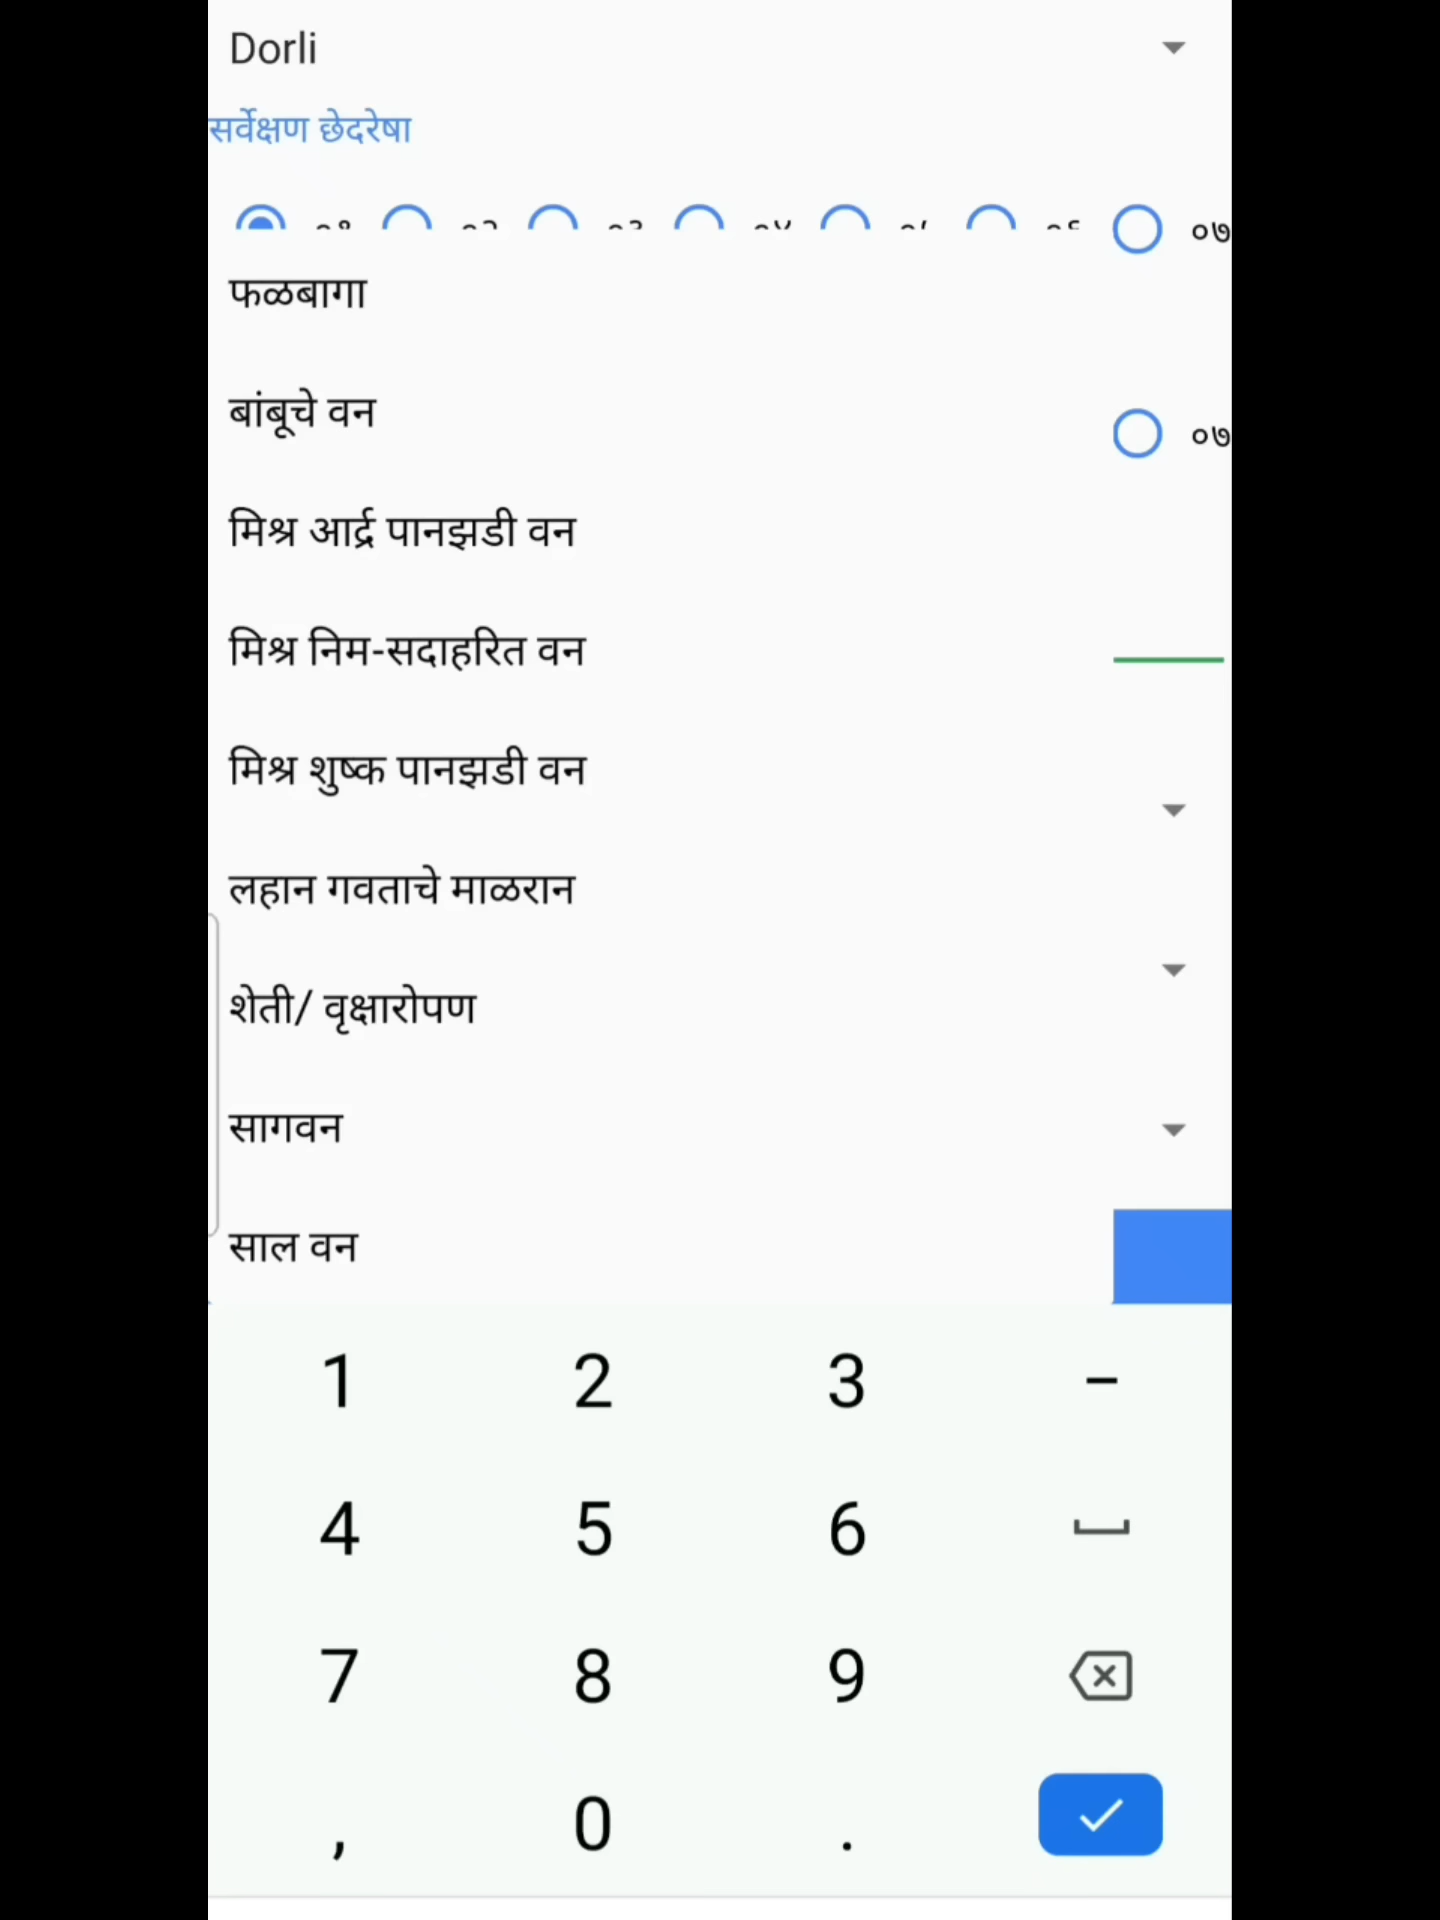 Dorli
सर्वेक्षण छेदरेषा
०७
फळबागा
बांबूचे वन
०७
मिश्र आर्द्र पानझडी वन
मिश्र निम-सदाहरित वन
मिश्र शुष्क पानझडी वन
लहान गवताचे माळरान
शेती/ वृक्षारोपण
सागवन
साल वन
1 2 3 –
4 5 6
7 8 9
, 0 .